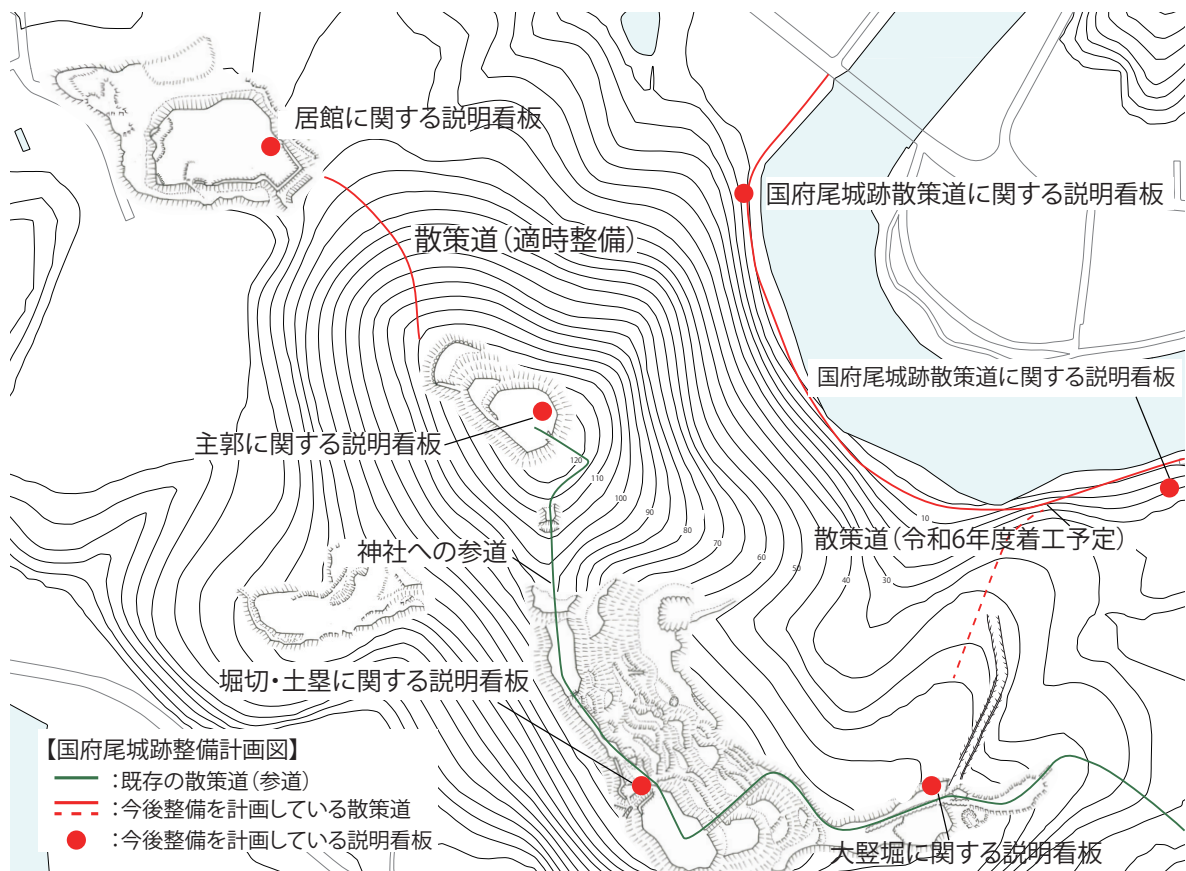 居館に関する説明看板
国府尾城跡散策道に関する説明看板
散策道（適時整備）
国府尾城跡散策道に関する説明看板
主郭に関する説明看板
120
110
100
90
80
70
60
50
40
30
10
散策道（令和6年度着工予定）
神社への参道
堀切・土塁に関する説明看板
大竪堀に関する説明看板
【国府尾城跡整備計画図】
：既存の散策道（参道）
：今後整備を計画している散策道
：今後整備を計画している説明看板